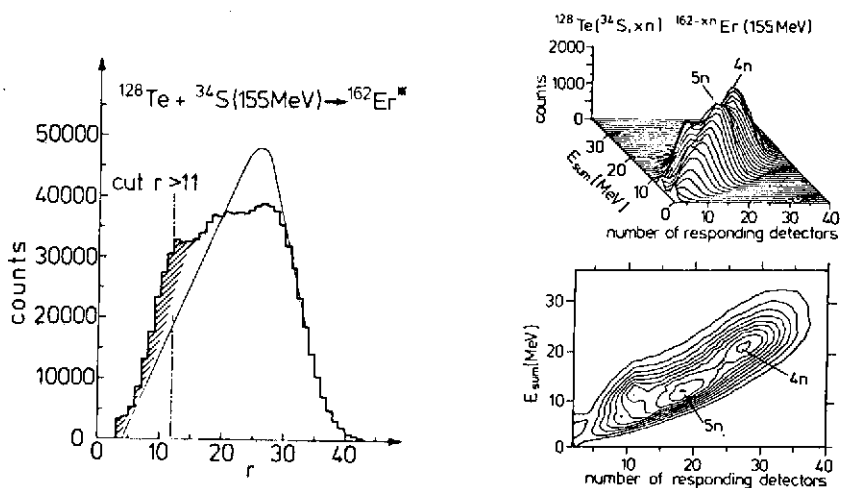 ¹²⁸Te + ³⁴S(155MeV)→¹⁶²Er*
cut r >11
counts
50000
40000
30000
20000
10000
0
0 10 20 30 40
r
¹²⁸Te(³⁴S,xn) ¹⁶²⁻ˣⁿEr (155MeV)
5n 4n
counts
2000
1000
0
E sum [MeV]
30
20
10
0
0 10 20 30 40
number of responding detectors
E sum [MeV]
30
20
10
0
4n
5n
10 20 30 40
number of responding detectors